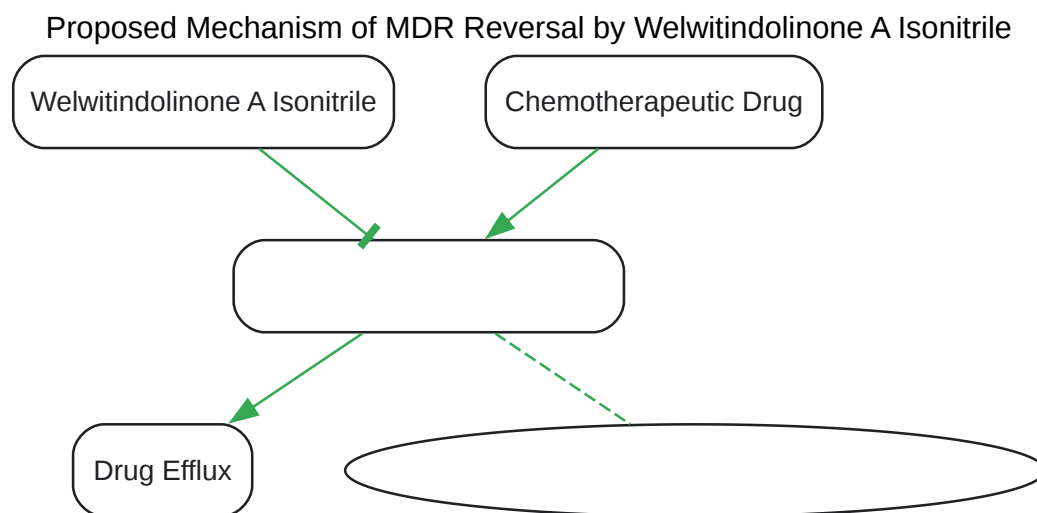 Proposed Mechanism of MDR Reversal by Welwitindolinone A Isonitrile
Welwitindolinone A Isonitrile
Chemotherapeutic Drug
Drug Efflux